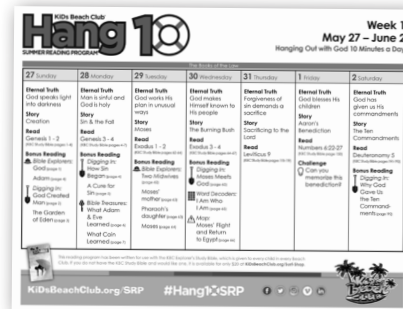 KiDs Beach Club
Hang 10
SUMMER READING PROGRAM
Week 1
May 27 – June 2
Hanging Out with God 10 Minutes a Day
The Books of the Law
27 Sunday
Eternal Truth
God speaks light
into darkness
Story
Creation
Read
Genesis 1 - 2
Bonus Reading
Bible Explorers:
God
Adam
Digging In:
God Created
Man
The Garden
of Eden
28 Monday
Eternal Truth
Man is sinful and
God is holy
Story
Sin & the Fall
Read
Genesis 3 - 4
Bonus Reading
Digging In:
How Sin
Began
A Cure for
Sin
Bible Treasures:
What Adam
& Eve
Learned
What Cain
Learned
29 Tuesday
Eternal Truth
God works His
plan in unusual
ways
Story
Moses
Read
Exodus 1 - 2
Bonus Reading
Bible Explorers:
Two Midwives
Moses'
mother
Pharaoh's
daughter
Moses
30 Wednesday
Eternal Truth
God makes
Himself known to
His people
Story
The Burning Bush
Read
Exodus 3 - 4
Bonus Reading
Digging In:
Moses Meets
God
Word Decoders:
I Am Who
I Am
Map:
Moses' Flight
and Return
to Egypt
31 Thursday
Eternal Truth
Forgiveness of
sin demands a
sacrifice
Story
Sacrificing to the
Lord
Read
Leviticus 9
1 Friday
Eternal Truth
God blesses His
children
Story
Aaron's
Benediction
Read
Numbers 6:22-27
Challenge
Can you
memorize this
benediction?
2 Saturday
Eternal Truth
God has
given us His
commandments
Story
The Ten
Commandments
Read
Deuteronomy 5
Bonus Reading
Digging In:
Why God
Gave Us
the Ten
Command-
ments
KiDsBeachClub.org/SRP
#Hang10SRP